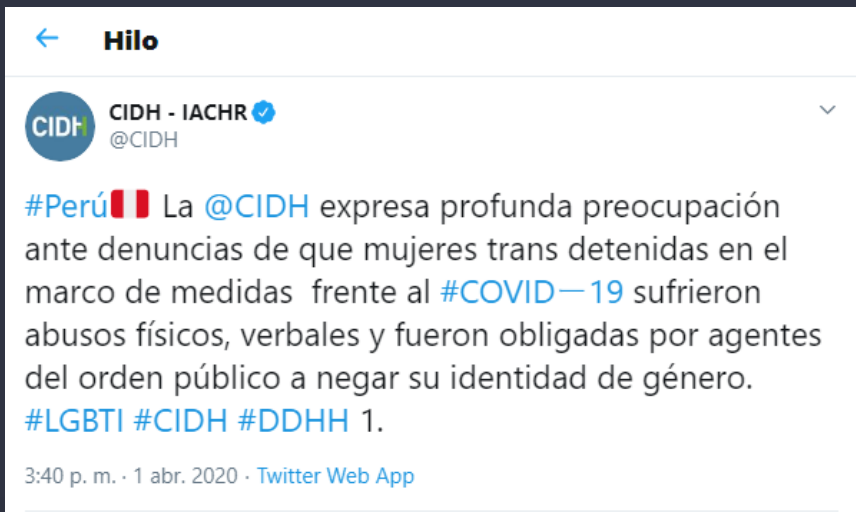 Hilo
CIDH
CIDH - IACHR
@CIDH
#Perú La @CIDH expresa profunda preocupación
ante denuncias de que mujeres trans detenidas en el
marco de medidas frente al #COVID—19 sufrieron
abusos físicos, verbales y fueron obligadas por agentes
del orden público a negar su identidad de género.
#LGBTI #CIDH #DDHH 1.
3:40 p. m. · 1 abr. 2020 · Twitter Web App